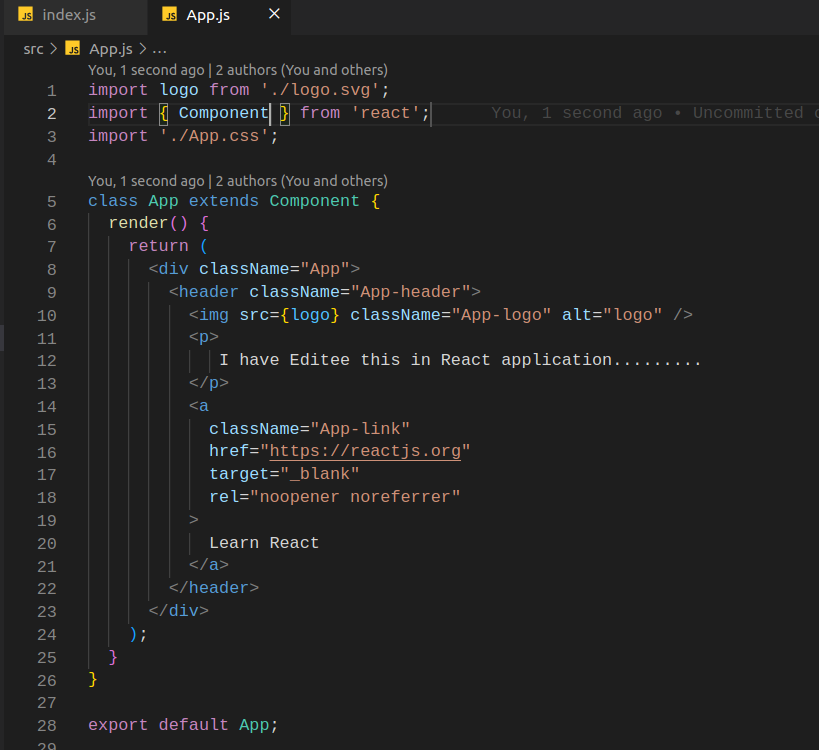 JS index.js
JS App.js ×
src > JS App.js > ...
You, 1 second ago | 2 authors (You and others)
1 import logo from './logo.svg';
2 import { Component } from 'react'; You, 1 second ago • Uncommitted
3 import './App.css';
4
You, 1 second ago | 2 authors (You and others)
5 class App extends Component {
6 render() {
7 return (
8 <div className="App">
9 <header className="App-header">
10 <img src={logo} className="App-logo" alt="logo" />
11 <p>
12 I have Editee this in React application.........
13 </p>
14 <a
15 className="App-link"
16 href="https://reactjs.org"
17 target="_blank"
18 rel="noopener noreferrer"
19 >
20 Learn React
21 </a>
22 </header>
23 </div>
24 );
25 }
26 }
27
28 export default App;
29